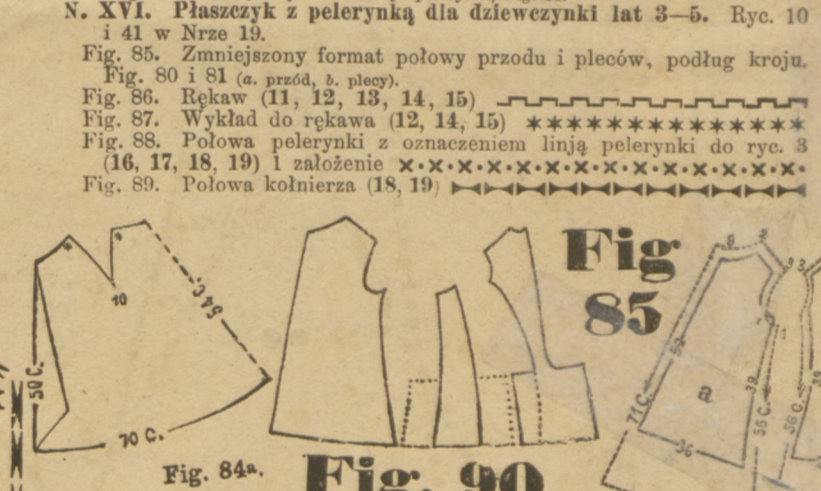 N. XVI. Płaszczyk z pelerynką dla dziewczynki lat 3—5. Ryc. 10
i 41 w Nrze 19.
Fig. 85. Zmniejszony format połowy przodu i pleców, podług kroju.
Fig. 80 i 81 (a. przód, b. plecy).
Fig. 86. Rękaw (11, 12, 13, 14, 15)
Fig. 87. Wykład do rękawa (12, 14, 15)
Fig. 88. Połowa pelerynki z oznaczeniem linją pelerynki do ryc. 3
(16, 17, 18, 19) i założenie
Fig. 89. Połowa kołnierza (18, 19)
Fig
85
10
54 C.
50 C.
70 C.
71 C.
52
a
39
55 C.
36
Fig. 84a.
Fig. 90